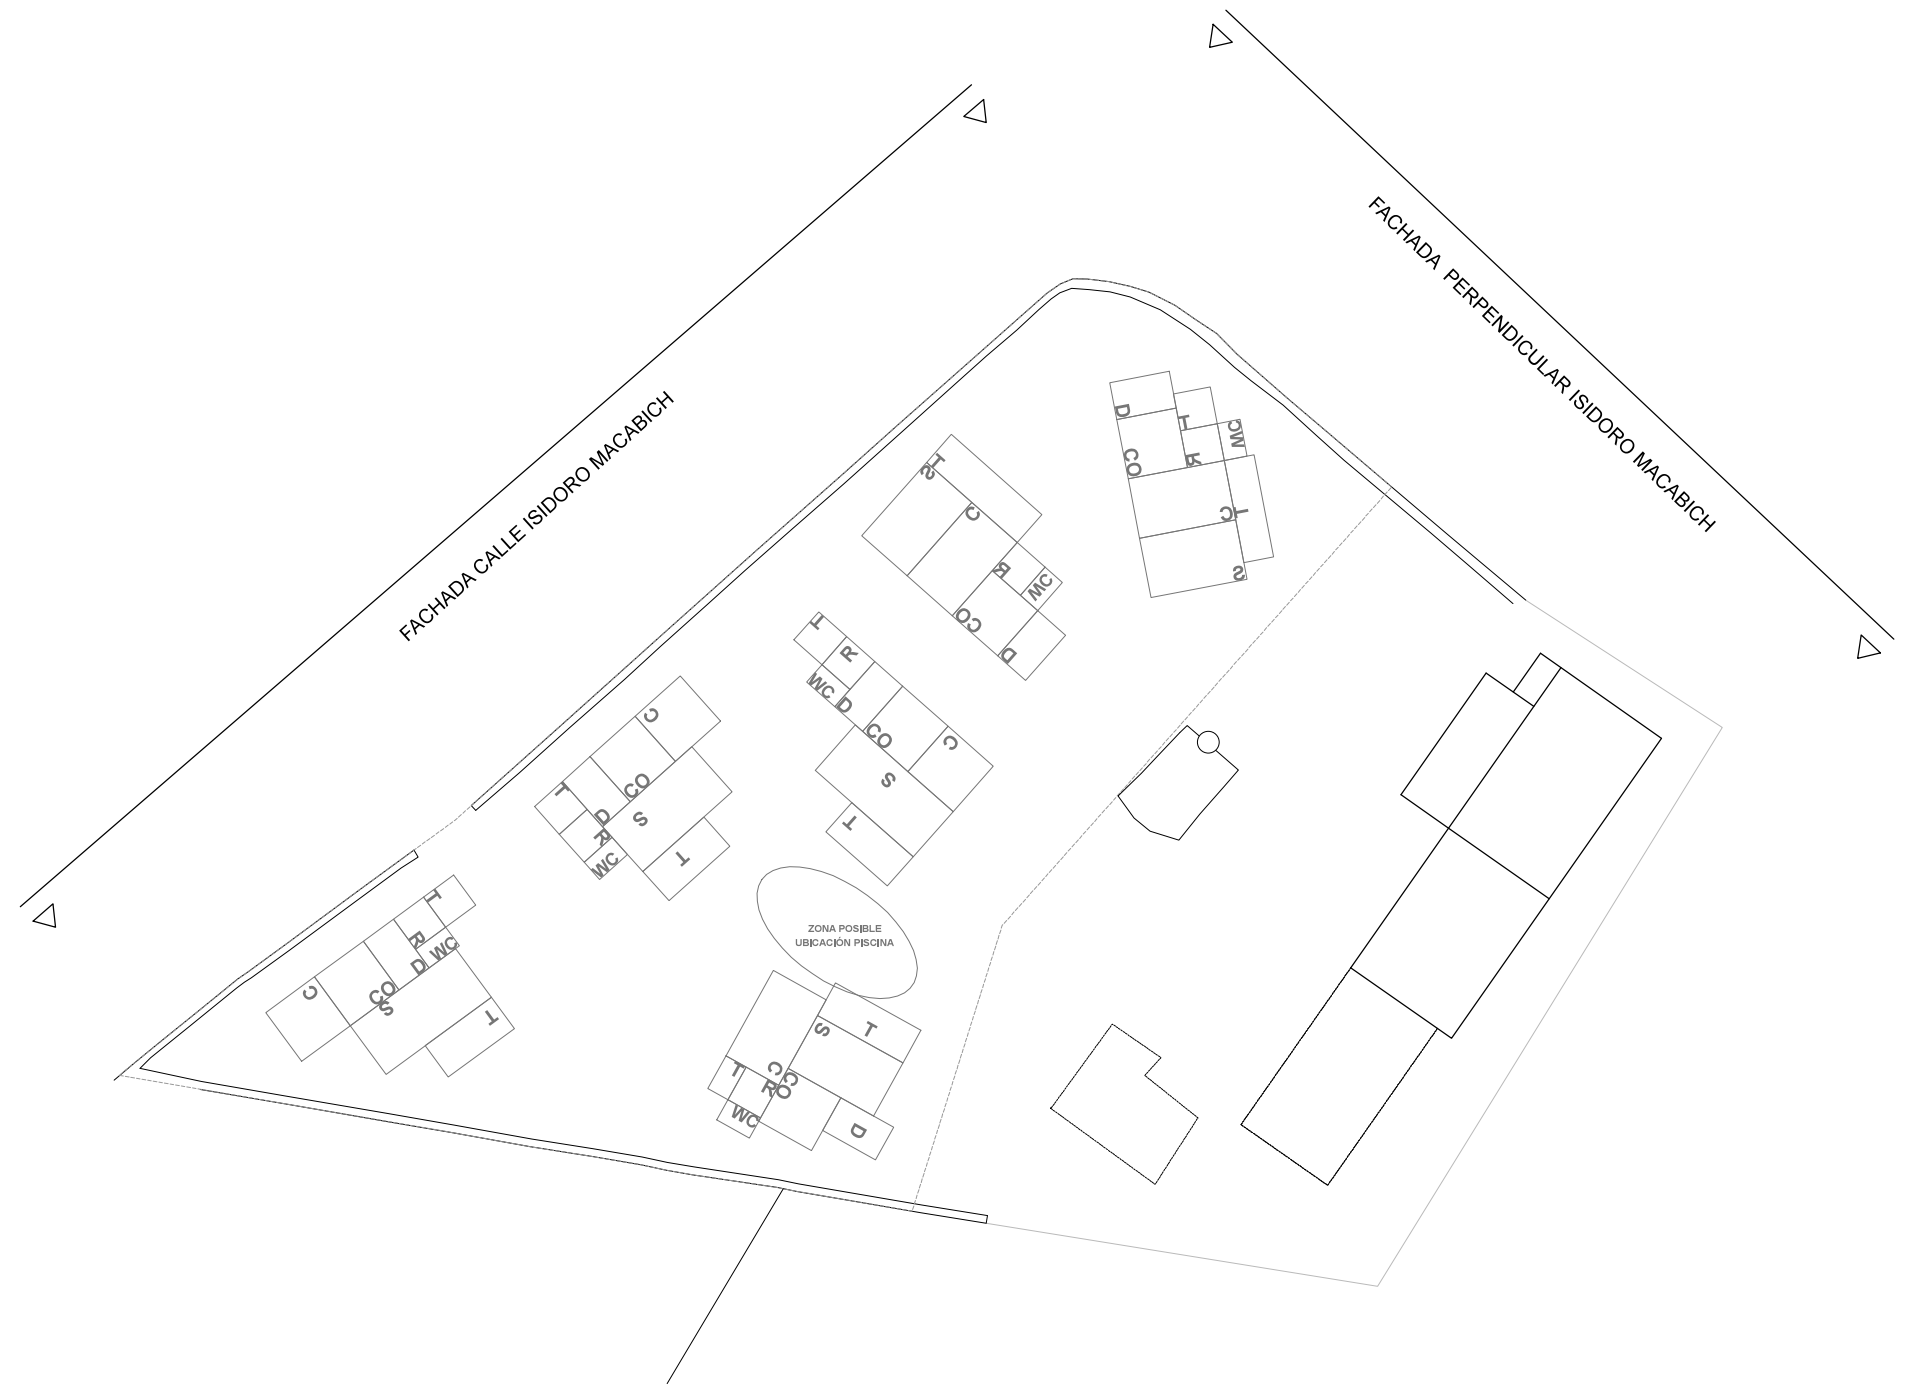 FACHADA CALLE ISIDORO MACABICH
FACHADA PERPENDICULAR ISIDORO MACABICH
D
T
WC
CO
R
C
T
S
T
S
C
R
WC
CO
D
T
R
WC
D
CO
C
S
T
C
T
CO
D
S
R
WC
T
T
R
WC
D
C
CO
S
T
ZONA POSIBLE
UBICACIÓN PISCINA
S
T
C
T
CO
R
WC
D